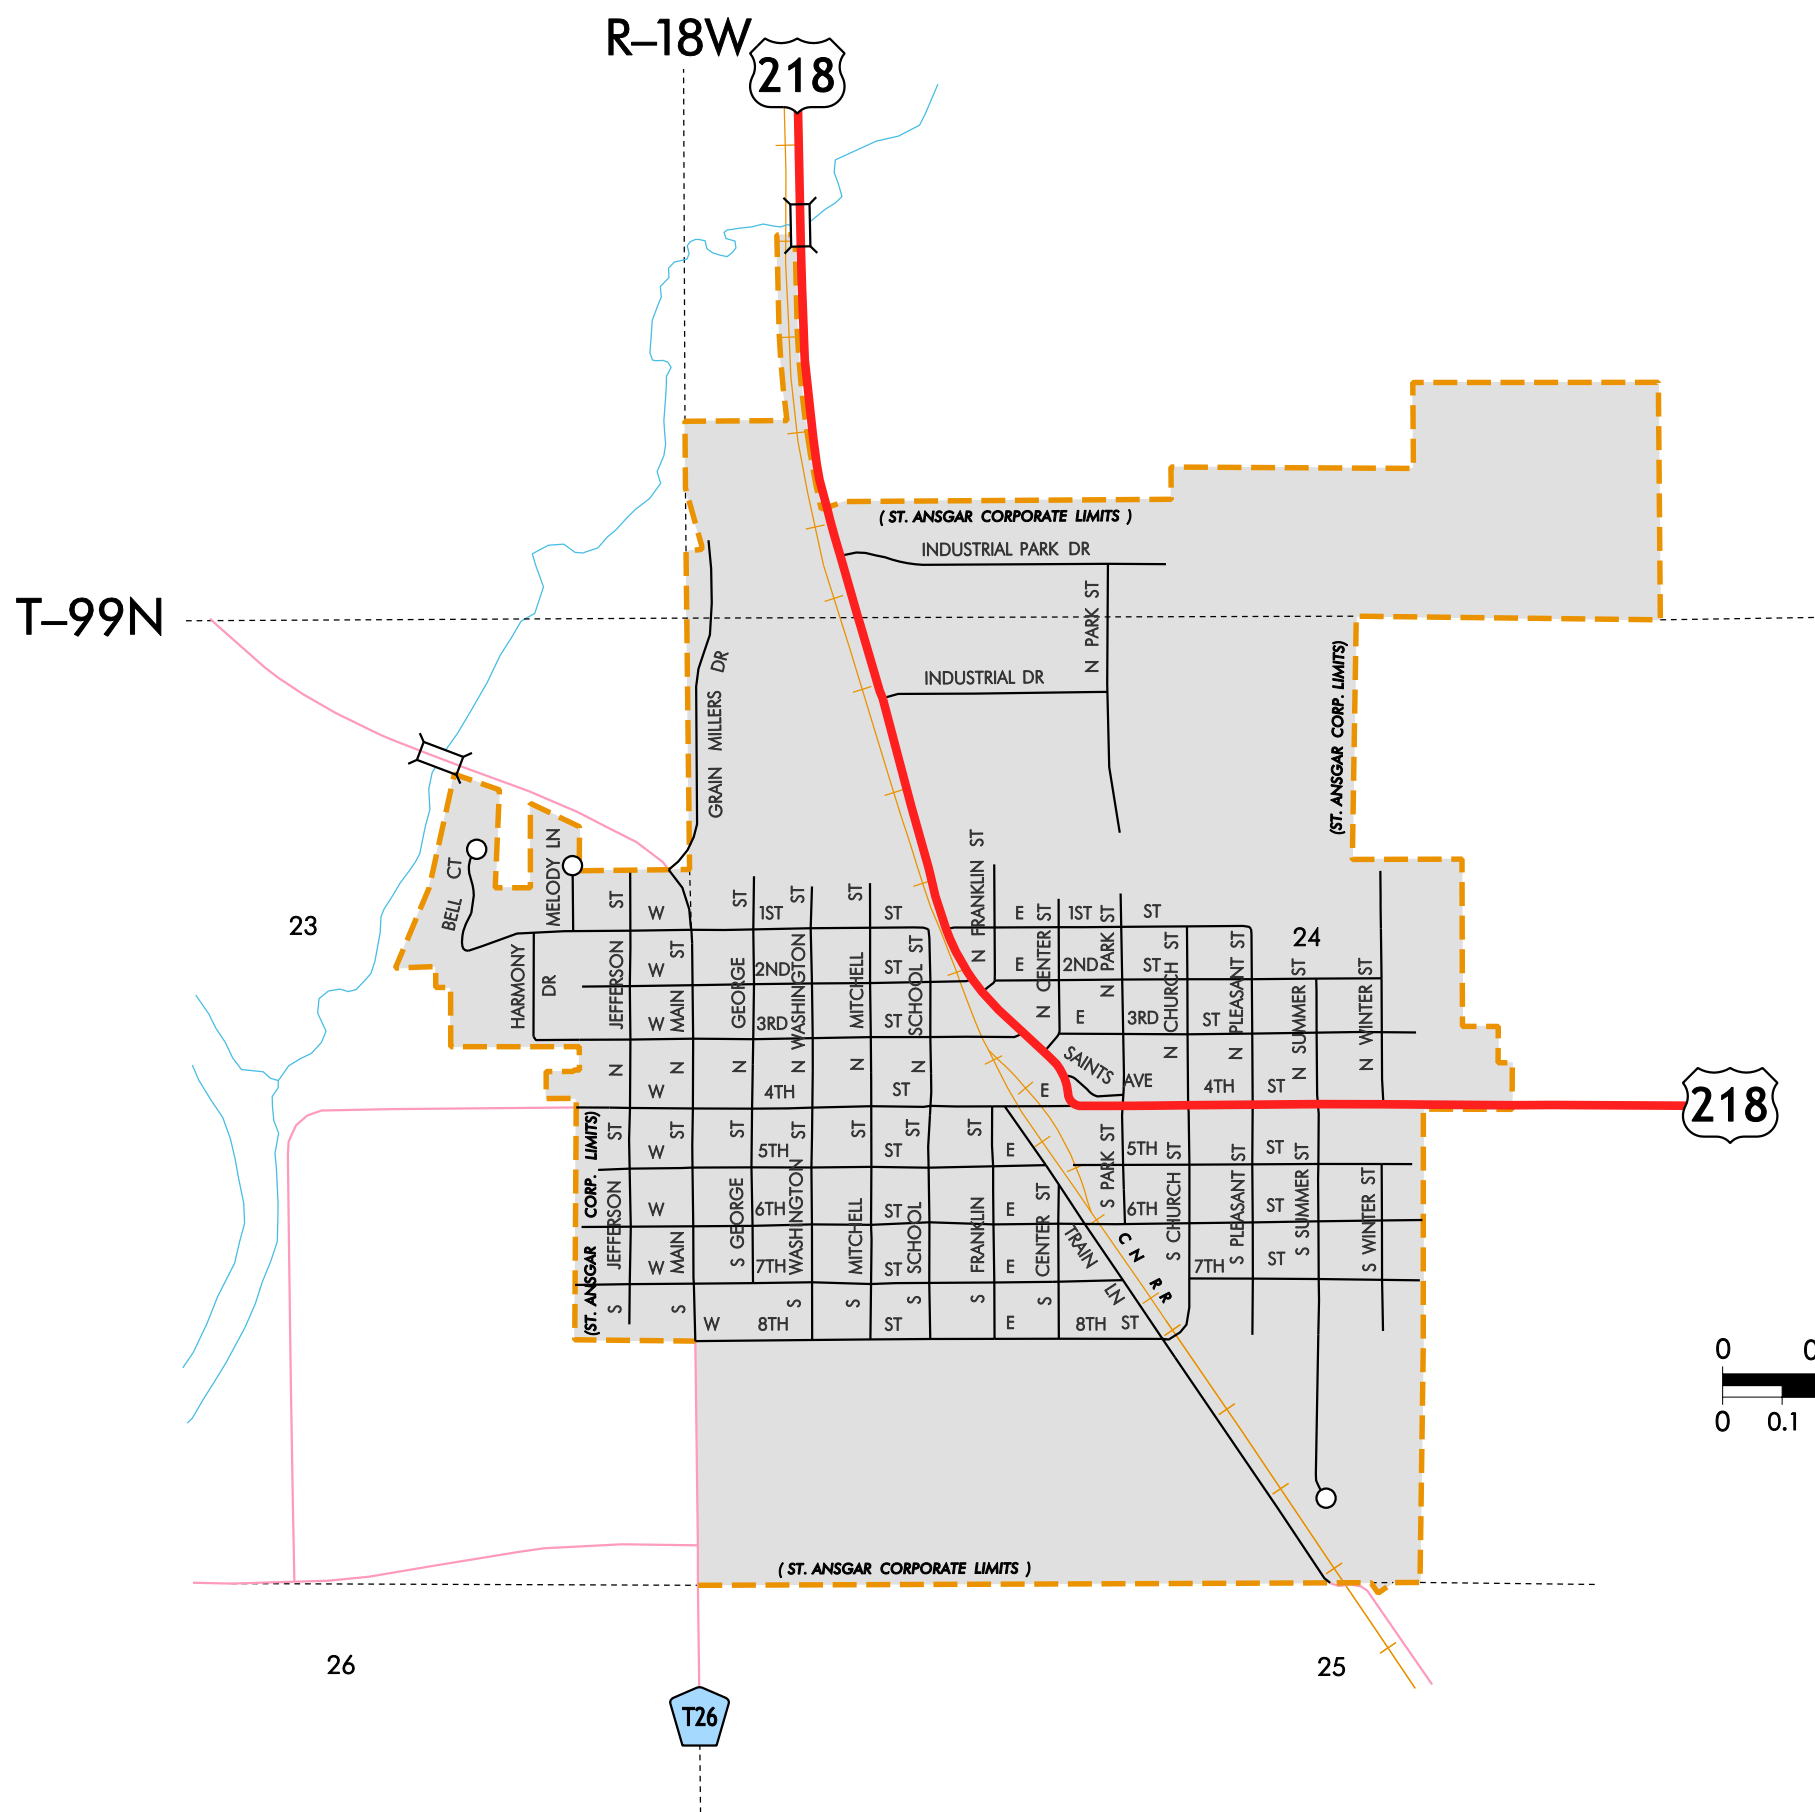 R–18W
218
( ST. ANSGAR CORPORATE LIMITS )
INDUSTRIAL PARK DR
N PARK ST
T–99N
INDUSTRIAL DR
(ST. ANSGAR CORP. LIMITS)
GRAIN MILLERS DR
BELL CT
MELODY LN
N FRANKLIN ST
W 1ST ST
E 1ST ST
23
24
HARMONY DR
N JEFFERSON ST
N MAIN ST
N GEORGE ST
N WASHINGTON ST
N MITCHELL ST
N SCHOOL ST
N CENTER ST
N PARK ST
N CHURCH ST
N PLEASANT ST
N SUMMER ST
N WINTER ST
W 2ND ST
E 2ND ST
W 3RD ST
E 3RD ST
SAINTS AVE
W 4TH ST
E 4TH ST
218
(ST. ANSGAR CORP. LIMITS)
S JEFFERSON ST
S MAIN ST
S GEORGE ST
S WASHINGTON ST
S MITCHELL ST
S SCHOOL ST
S FRANKLIN ST
S CENTER ST
S PARK ST
S CHURCH ST
S PLEASANT ST
S SUMMER ST
S WINTER ST
W 5TH ST
E 5TH ST
W 6TH ST
E 6TH ST
TRAIN LN
C N R R
W 7TH ST
E 7TH ST
W 8TH ST
E 8TH ST
0 0
0 0.1
( ST. ANSGAR CORPORATE LIMITS )
26
25
T26